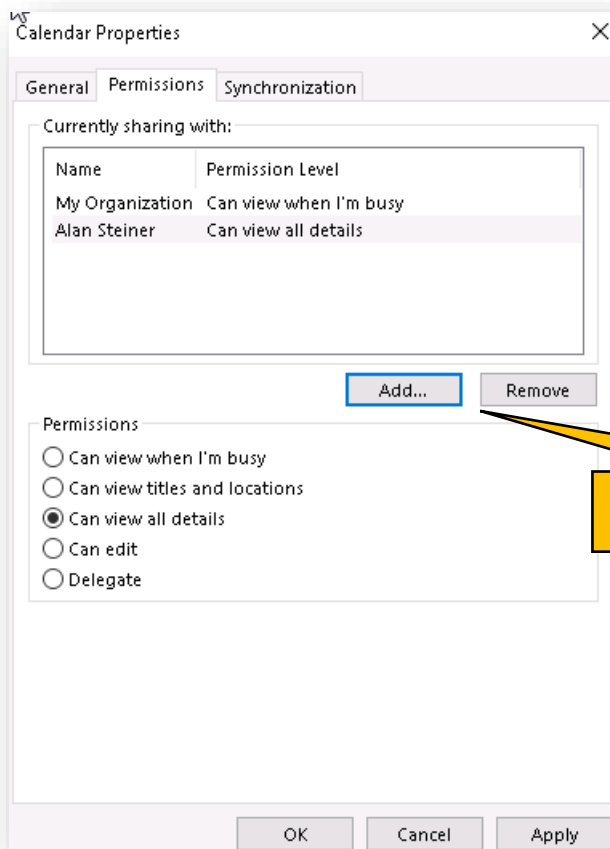 Calendar Properties
General Permissions Synchronization
Currently sharing with:
Name Permission Level
My Organization Can view when I'm busy
Alan Steiner Can view all details
Add... Remove
Permissions
Can view when I'm busy
Can view titles and locations
Can view all details
Can edit
Delegate
OK Cancel Apply